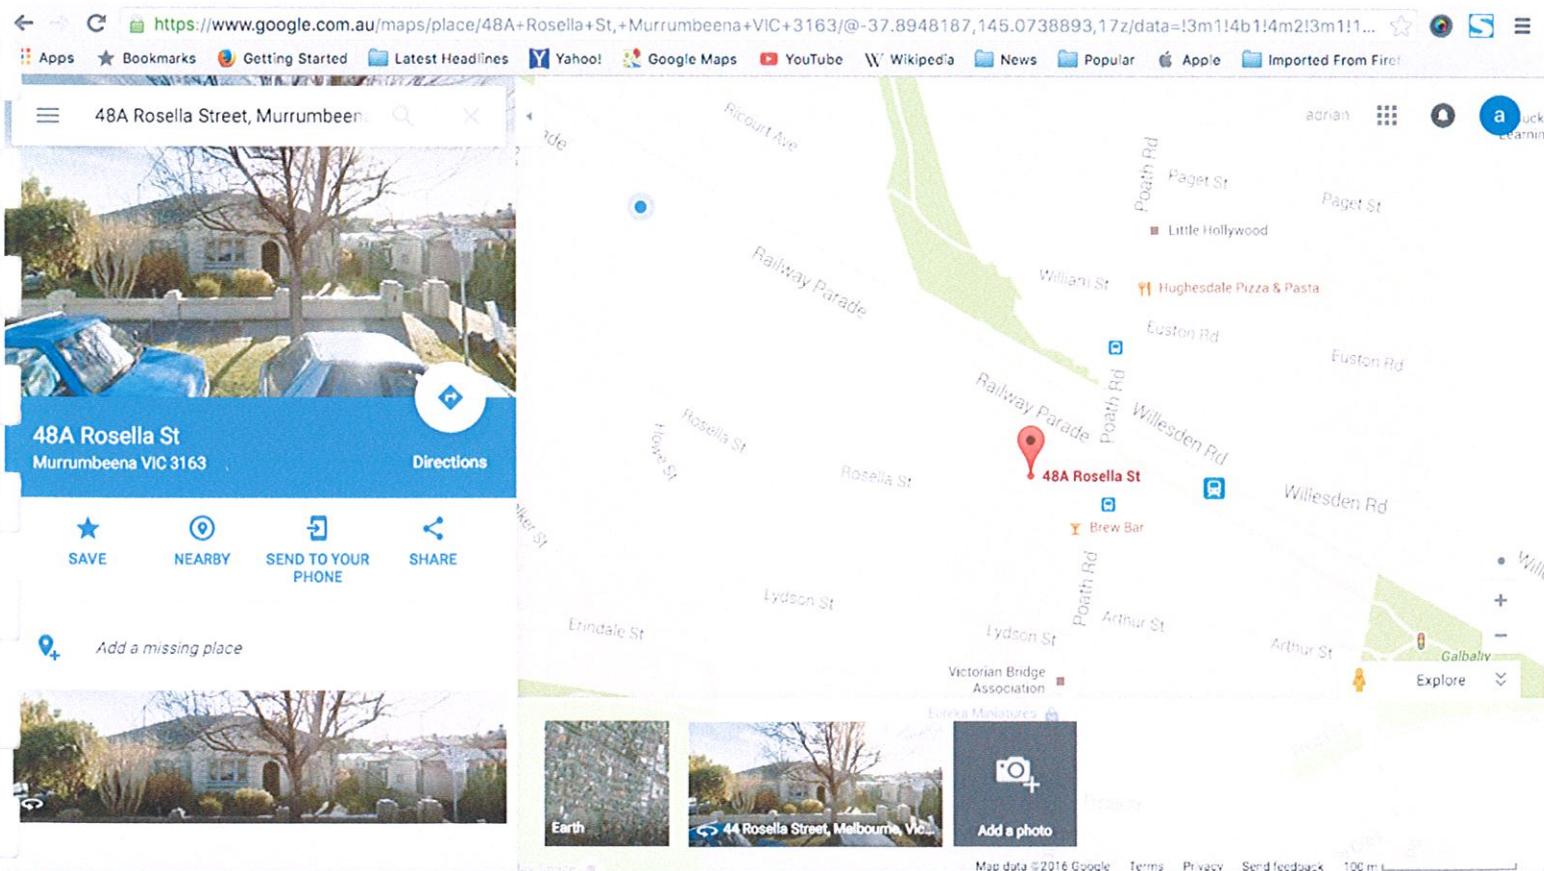 https://www.google.com.au/maps/place/48A+Rosella+St,+Murrumbeena+VIC+3163/@-37.8948187,145.0738893,17z/data=!3m1!4b1!4m2!3m1!1...
Apps Bookmarks Getting Started Latest Headlines Yahoo! Google Maps YouTube Wikipedia News Popular Apple Imported From Firef
48A Rosella Street, Murrumbeen
adrian
a
Ricourt Ave
Poath Rd
Paget St
Paget St
Little Hollywood
Railway Parade
William St
Hughesdale Pizza & Pasta
Euston Rd
Euston Rd
Railway Parade
Poath Rd
Willesden Rd
48A Rosella St
Murrumbeena VIC 3163
Directions
Rosella St
Howe St
Rosella St
48A Rosella St
Willesden Rd
Brew Bar
SAVE
NEARBY
SEND TO YOUR
PHONE
SHARE
Poath Rd
Lydson St
Erindale St
Lydson St
Arthur St
Arthur St
Add a missing place
Galbally
Victorian Bridge
Association
Explore
Eureka Miniatures
Earth
44 Rosella Street, Melbourne, Vic...
Add a photo
Map data ©2016 Google Terms Privacy Send feedback 100 m